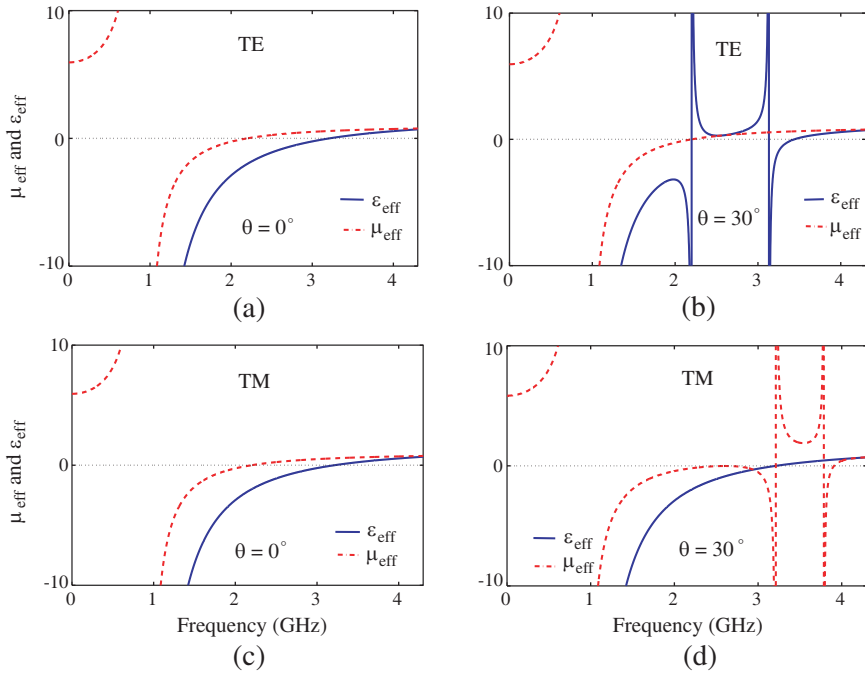 10
TE
0
μeff and εeff
εeff
μeff
θ = 0°
-10
0
1
2
3
4
(a)
10
TE
0
εeff
μeff
θ = 30°
-10
0
1
2
3
4
(b)
10
TM
0
μeff and εeff
εeff
μeff
θ = 0°
-10
0
1
2
3
4
Frequency (GHz)
(c)
10
TM
0
εeff
μeff
θ = 30°
-10
0
1
2
3
4
Frequency (GHz)
(d)